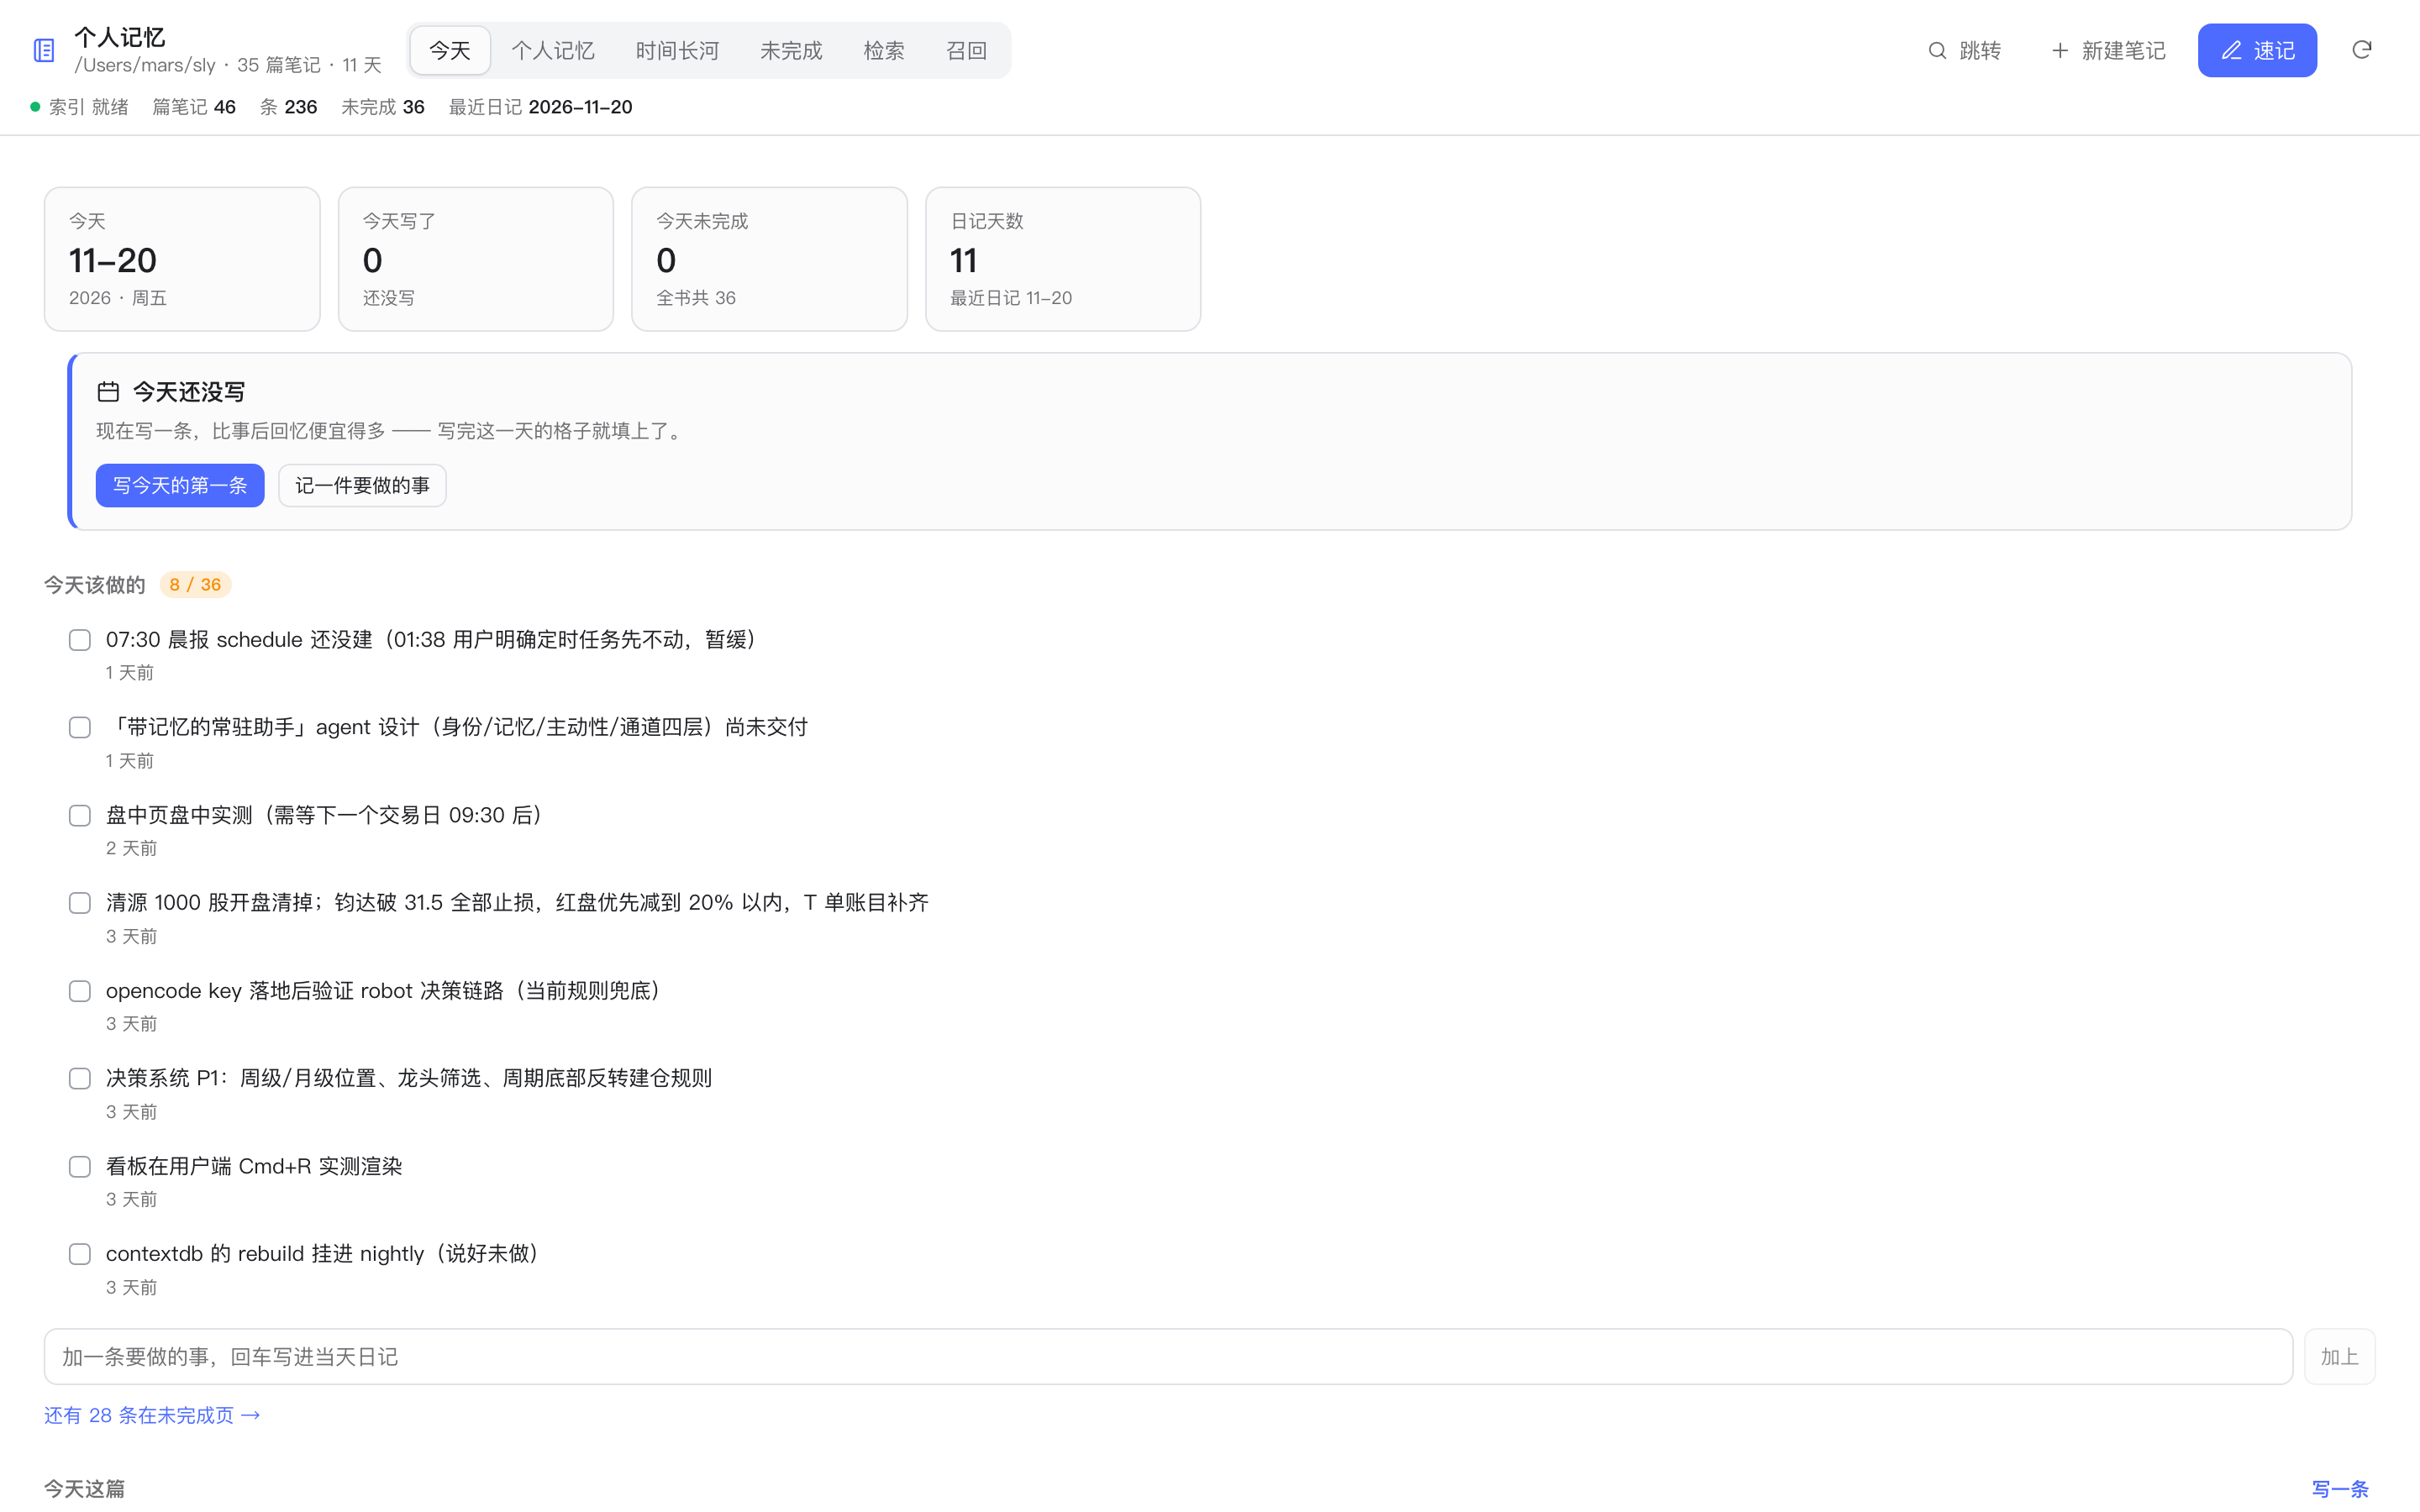 个人记忆
/Users/mars/sly · 35 篇笔记 · 11 天
今天 个人记忆 时间长河 未完成 检索 召回
跳转 新建笔记 速记
索引 就绪 篇笔记 46 条 236 未完成 36 最近日记 2026-11-20
今天
11-20
2026 · 周五
今天写了
0
还没写
今天未完成
0
全书共 36
日记天数
11
最近日记 11-20
今天还没写
现在写一条，比事后回忆便宜得多 —— 写完这一天的格子就填上了。
写今天的第一条 记一件要做的事
今天该做的 8 / 36
07:30 晨报 schedule 还没建（01:38 用户明确定时任务先不动，暂缓）
1 天前
「带记忆的常驻助手」agent 设计（身份/记忆/主动性/通道四层）尚未交付
1 天前
盘中页盘中实测（需等下一个交易日 09:30 后）
2 天前
清源 1000 股开盘清掉；钧达破 31.5 全部止损，红盘优先减到 20% 以内，T 单账目补齐
3 天前
opencode key 落地后验证 robot 决策链路（当前规则兜底）
3 天前
决策系统 P1：周级/月级位置、龙头筛选、周期底部反转建仓规则
3 天前
看板在用户端 Cmd+R 实测渲染
3 天前
contextdb 的 rebuild 挂进 nightly（说好未做）
3 天前
加一条要做的事，回车写进当天日记 加上
还有 28 条在未完成页 →
今天这篇 写一条